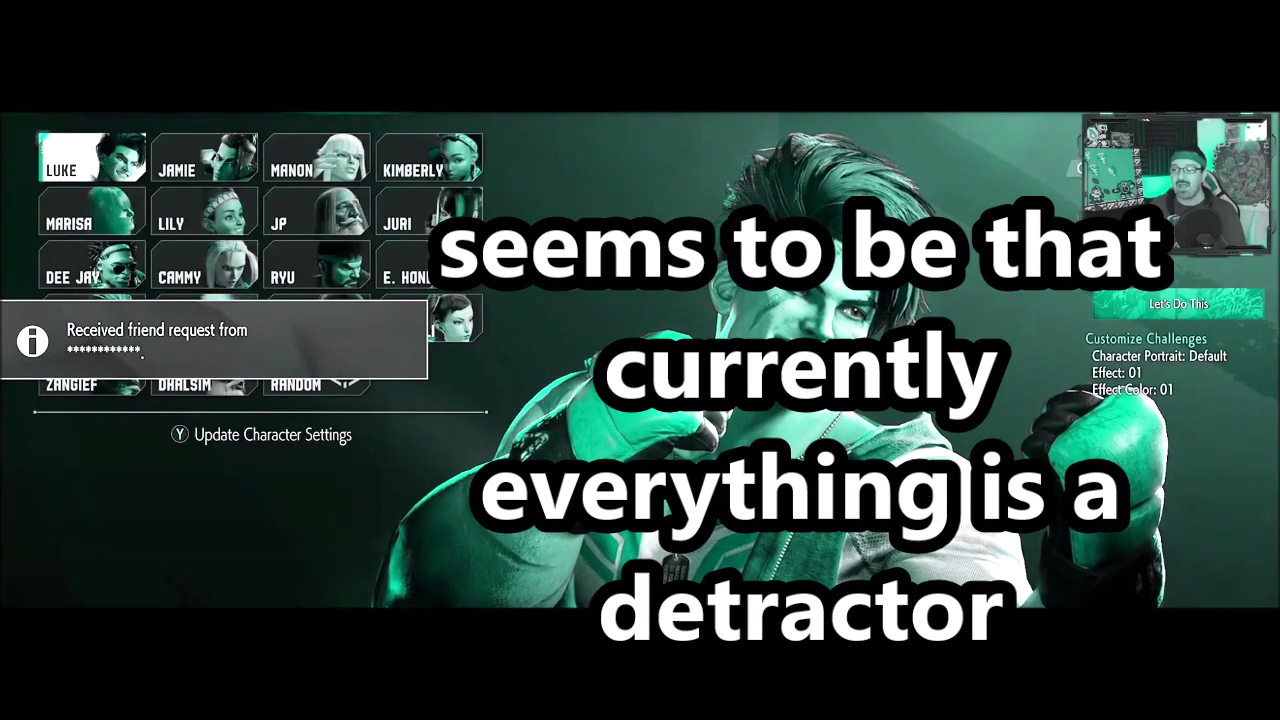 LUKE
JAMIE
MANON
KIMBERLY
MARISA
LILY
JP
JURI
DEE JAY
CAMMY
RYU
E. HON
Received friend request from
************.
ZANGIEF
DHALSIM
RANDOM
Y Update Character Settings
seems to be that
currently
everything is a
detractor
Let's Do This
Customize Challenges
Character Portrait: Default
Effect: 01
Effect Color: 01